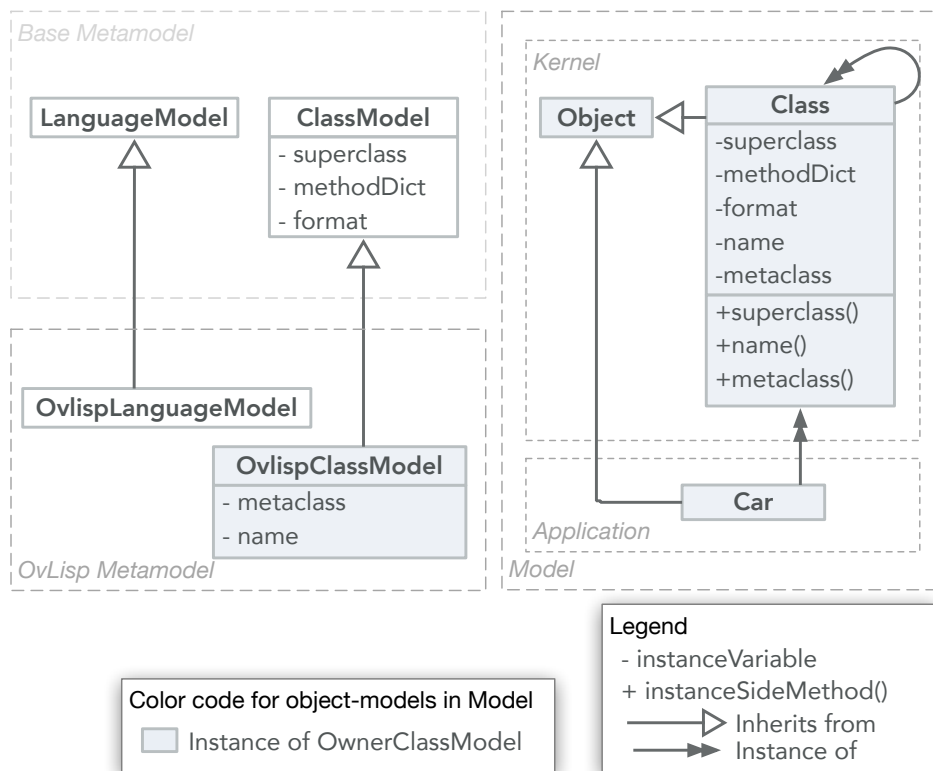 Base Metamodel
LanguageModel
ClassModel
- superclass
- methodDict
- format
OvlispLanguageModel
OvlispClassModel
- metaclass
- name
OvLisp Metamodel
Kernel
Object
Class
-superclass
-methodDict
-format
-name
-metaclass
+superclass()
+name()
+metaclass()
Car
Application
Model
Color code for object-models in Model
Instance of OwnerClassModel
Legend
- instanceVariable
+ instanceSideMethod()
Inherits from
Instance of